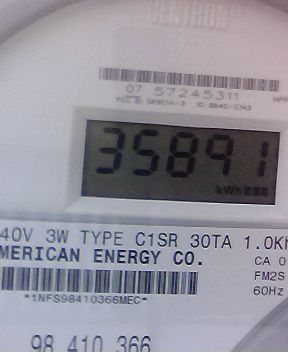 CENTRON
07 57245311
35891
kWh
40V 3W TYPE C1SR 30TA 1.0Kh
MERICAN ENERGY CO.
CA 0
FM2S
*1NFS98410366MEC*
60Hz
98 410 366